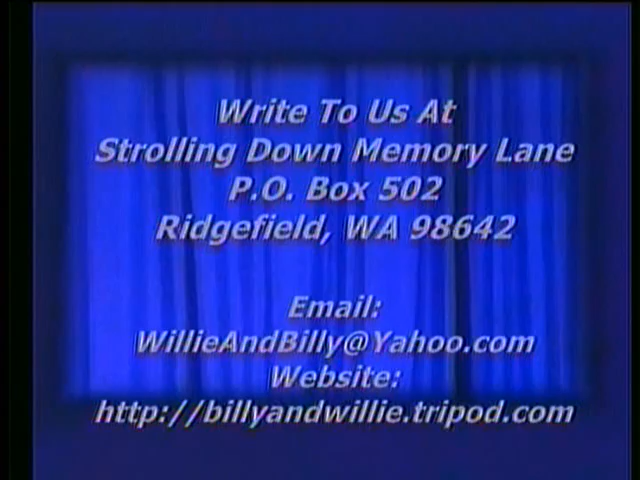 Write To Us At
Strolling Down Memory Lane
P.O. Box 502
Ridgefield, WA 98642
Email:
WillieAndBilly@Yahoo.com
Website:
http://billyandwillie.tripod.com